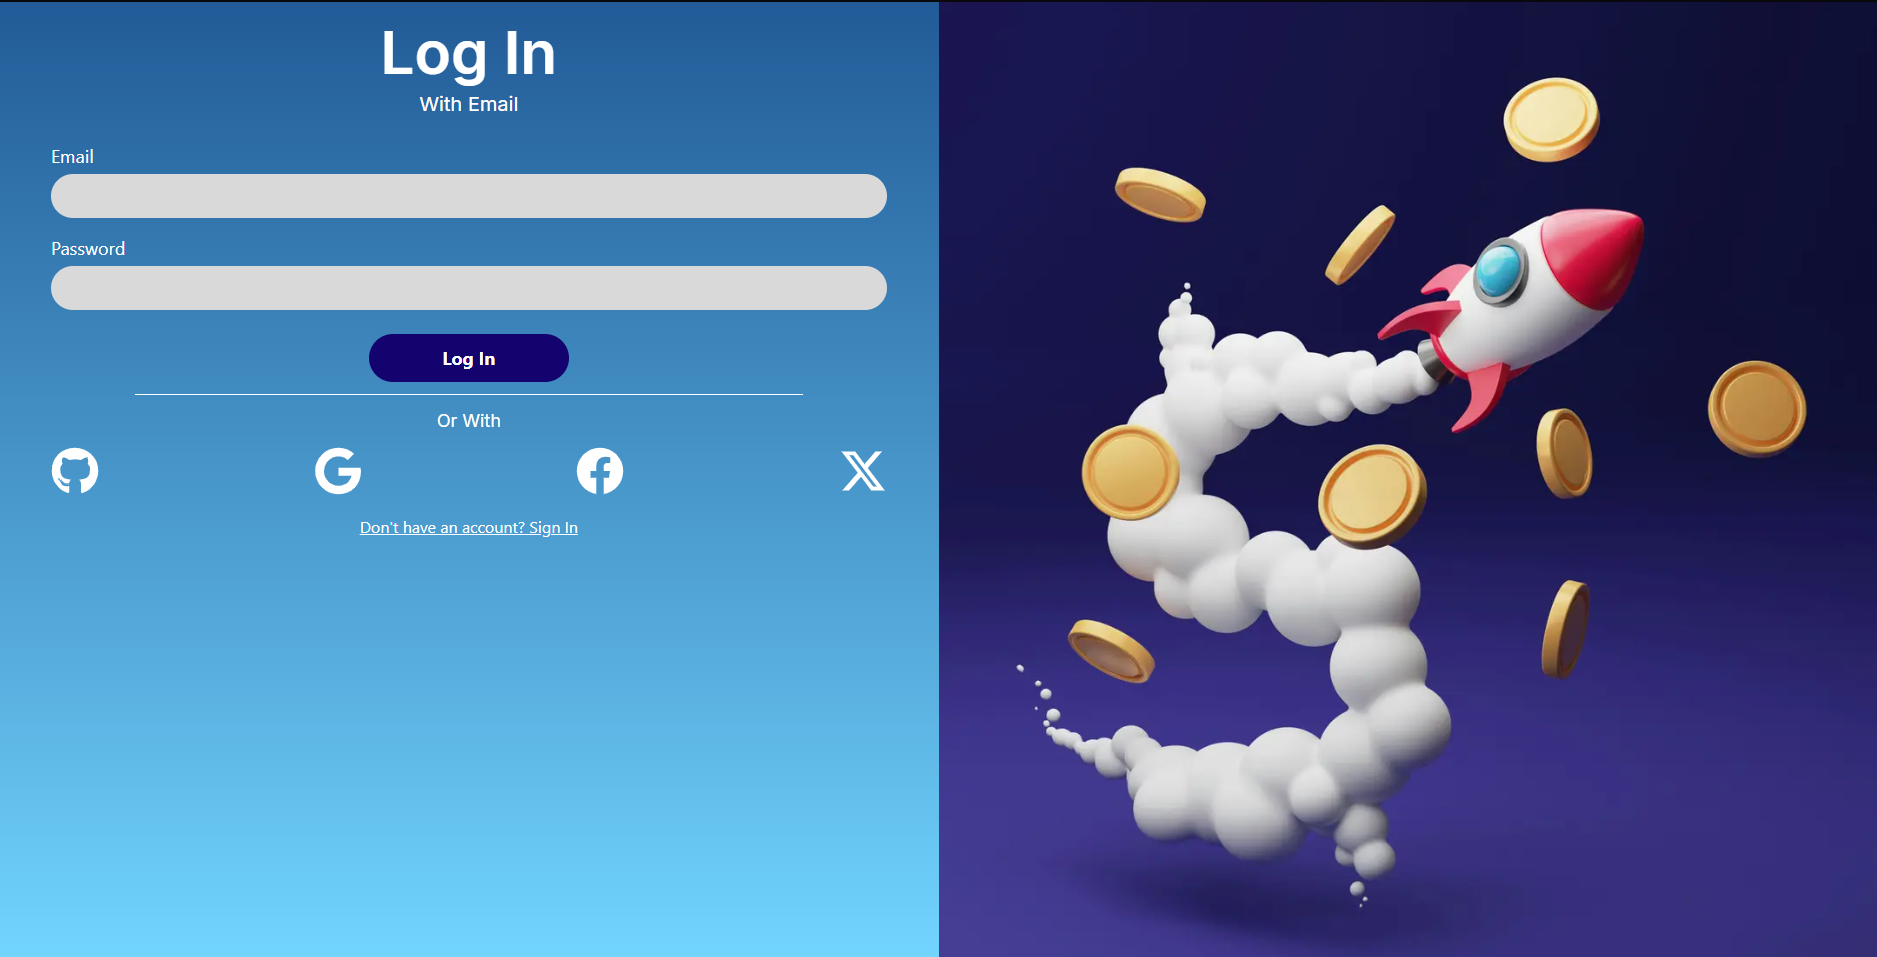 Log In
With Email
Email
Password
Log In
Or With
Don't have an account? Sign In